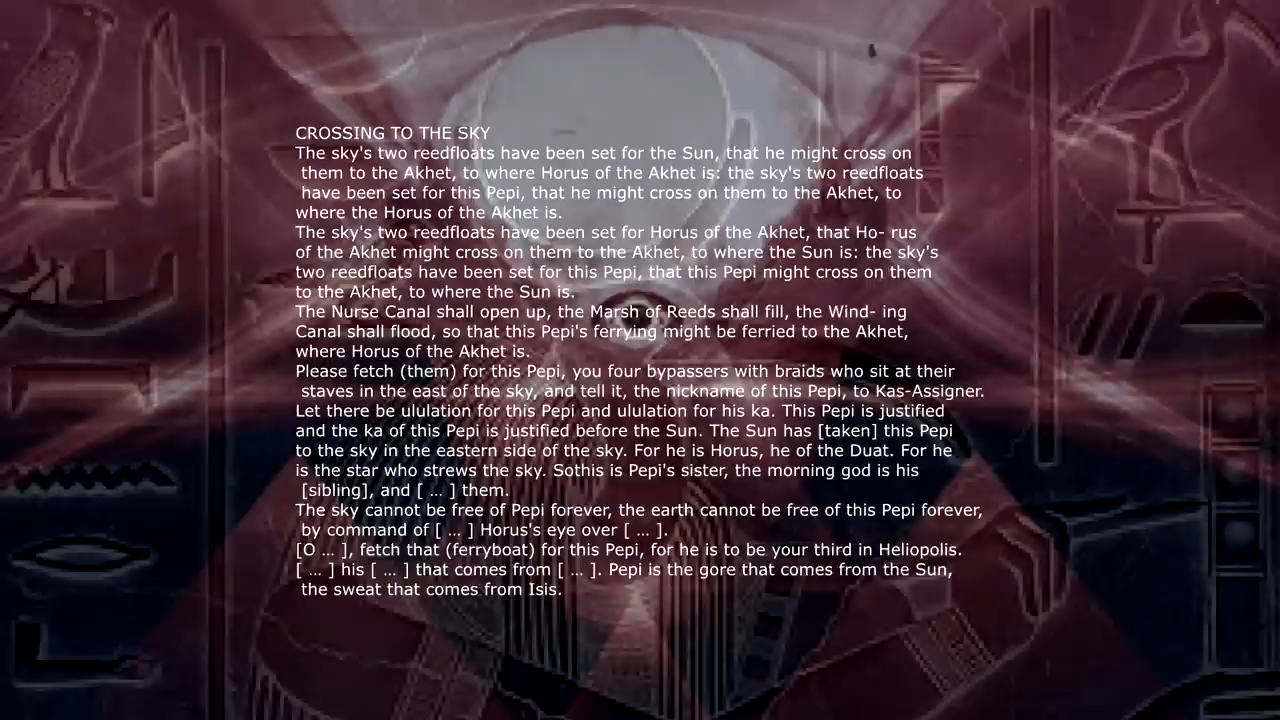 CROSSING TO THE SKY
The sky's two reedfloats have been set for the Sun, that he might cross on
them to the Akhet, to where Horus of the Akhet is: the sky's two reedfloats
have been set for this Pepi, that he might cross on them to the Akhet, to
where the Horus of the Akhet is.
The sky's two reedfloats have been set for Horus of the Akhet, that Ho- rus
of the Akhet might cross on them to the Akhet, to where the Sun is: the sky's
two reedfloats have been set for this Pepi, that this Pepi might cross on them
to the Akhet, to where the Sun is.
The Nurse Canal shall open up, the Marsh of Reeds shall fill, the Wind- ing
Canal shall flood, so that this Pepi's ferrying might be ferried to the Akhet,
where Horus of the Akhet is.
Please fetch (them) for this Pepi, you four bypassers with braids who sit at their
staves in the east of the sky, and tell it, the nickname of this Pepi, to Kas-Assigner.
Let there be ululation for this Pepi and ululation for his ka. This Pepi is justified
and the ka of this Pepi is justified before the Sun. The Sun has [taken] this Pepi
to the sky in the eastern side of the sky. For he is Horus, he of the Duat. For he
is the star who strews the sky. Sothis is Pepi's sister, the morning god is his
[sibling], and [ ... ] them.
The sky cannot be free of Pepi forever, the earth cannot be free of this Pepi forever,
by command of [ ... ] Horus's eye over [ ... ].
[O ... ], fetch that (ferryboat) for this Pepi, for he is to be your third in Heliopolis.
[ ... ] his [ ... ] that comes from [ ... ]. Pepi is the gore that comes from the Sun,
the sweat that comes from Isis.